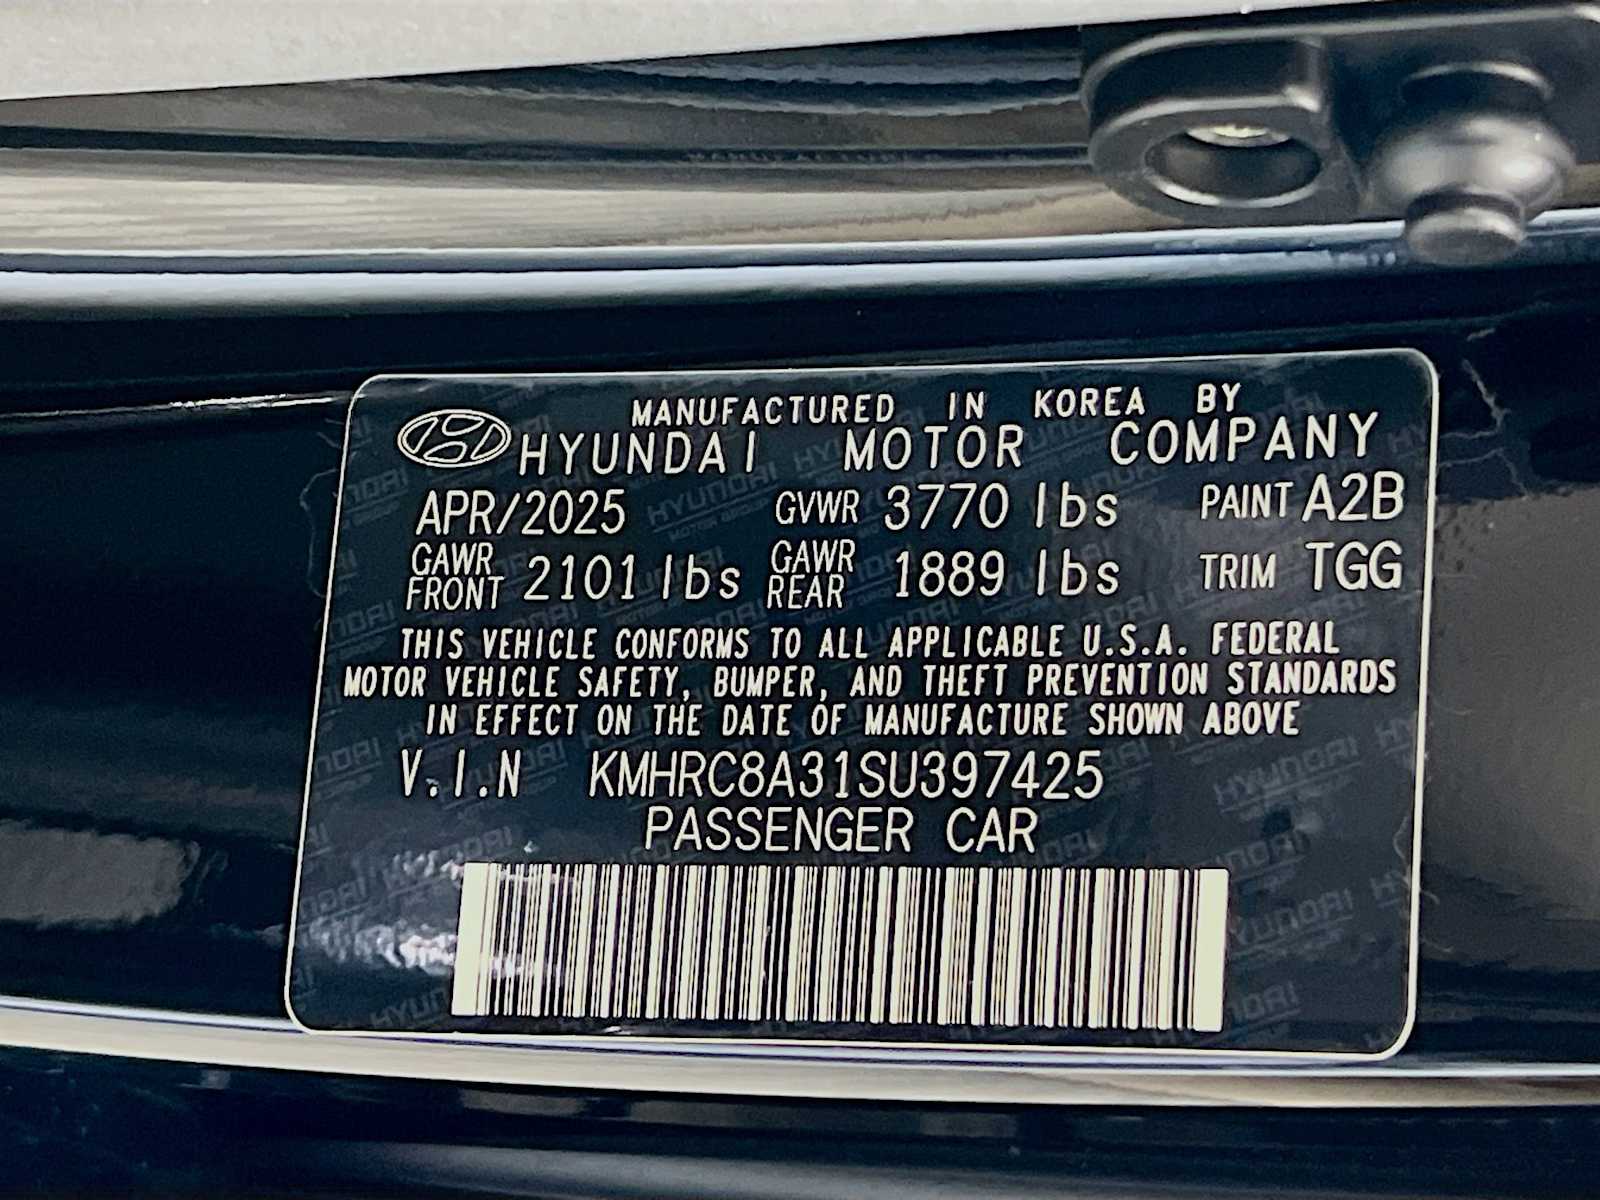 MANUFACTURED IN KOREA BY
HYUNDAI MOTOR COMPANY
APR/2025 GVWR 3770 lbs PAINT A2B
GAWR FRONT 2101 lbs GAWR REAR 1889 lbs TRIM TGG
THIS VEHICLE CONFORMS TO ALL APPLICABLE U.S.A. FEDERAL
MOTOR VEHICLE SAFETY, BUMPER, AND THEFT PREVENTION STANDARDS
IN EFFECT ON THE DATE OF MANUFACTURE SHOWN ABOVE
V.I.N KMHRC8A31SU397425
PASSENGER CAR